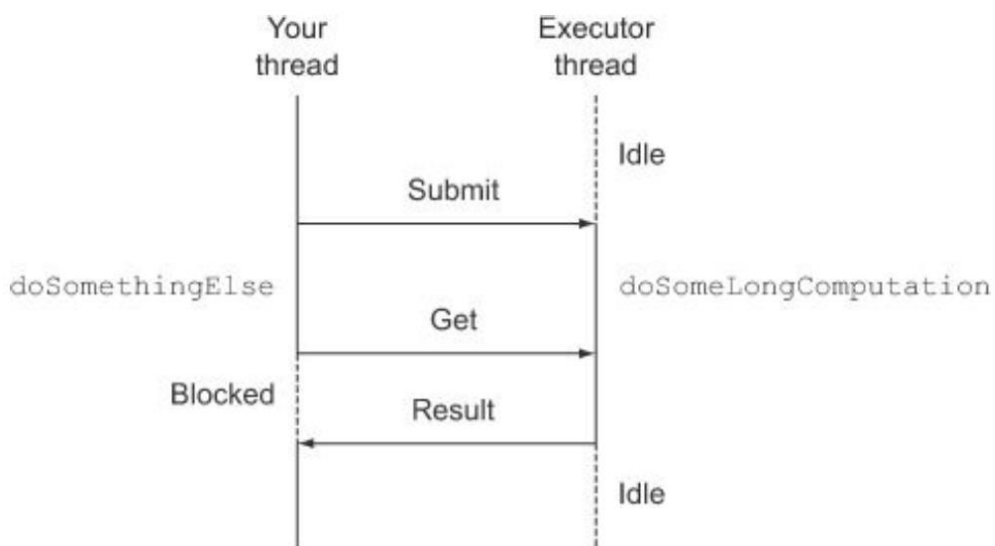 Your
thread
Executor
thread
Idle
Submit
doSomethingElse
doSomeLongComputation
Get
Blocked
Result
Idle